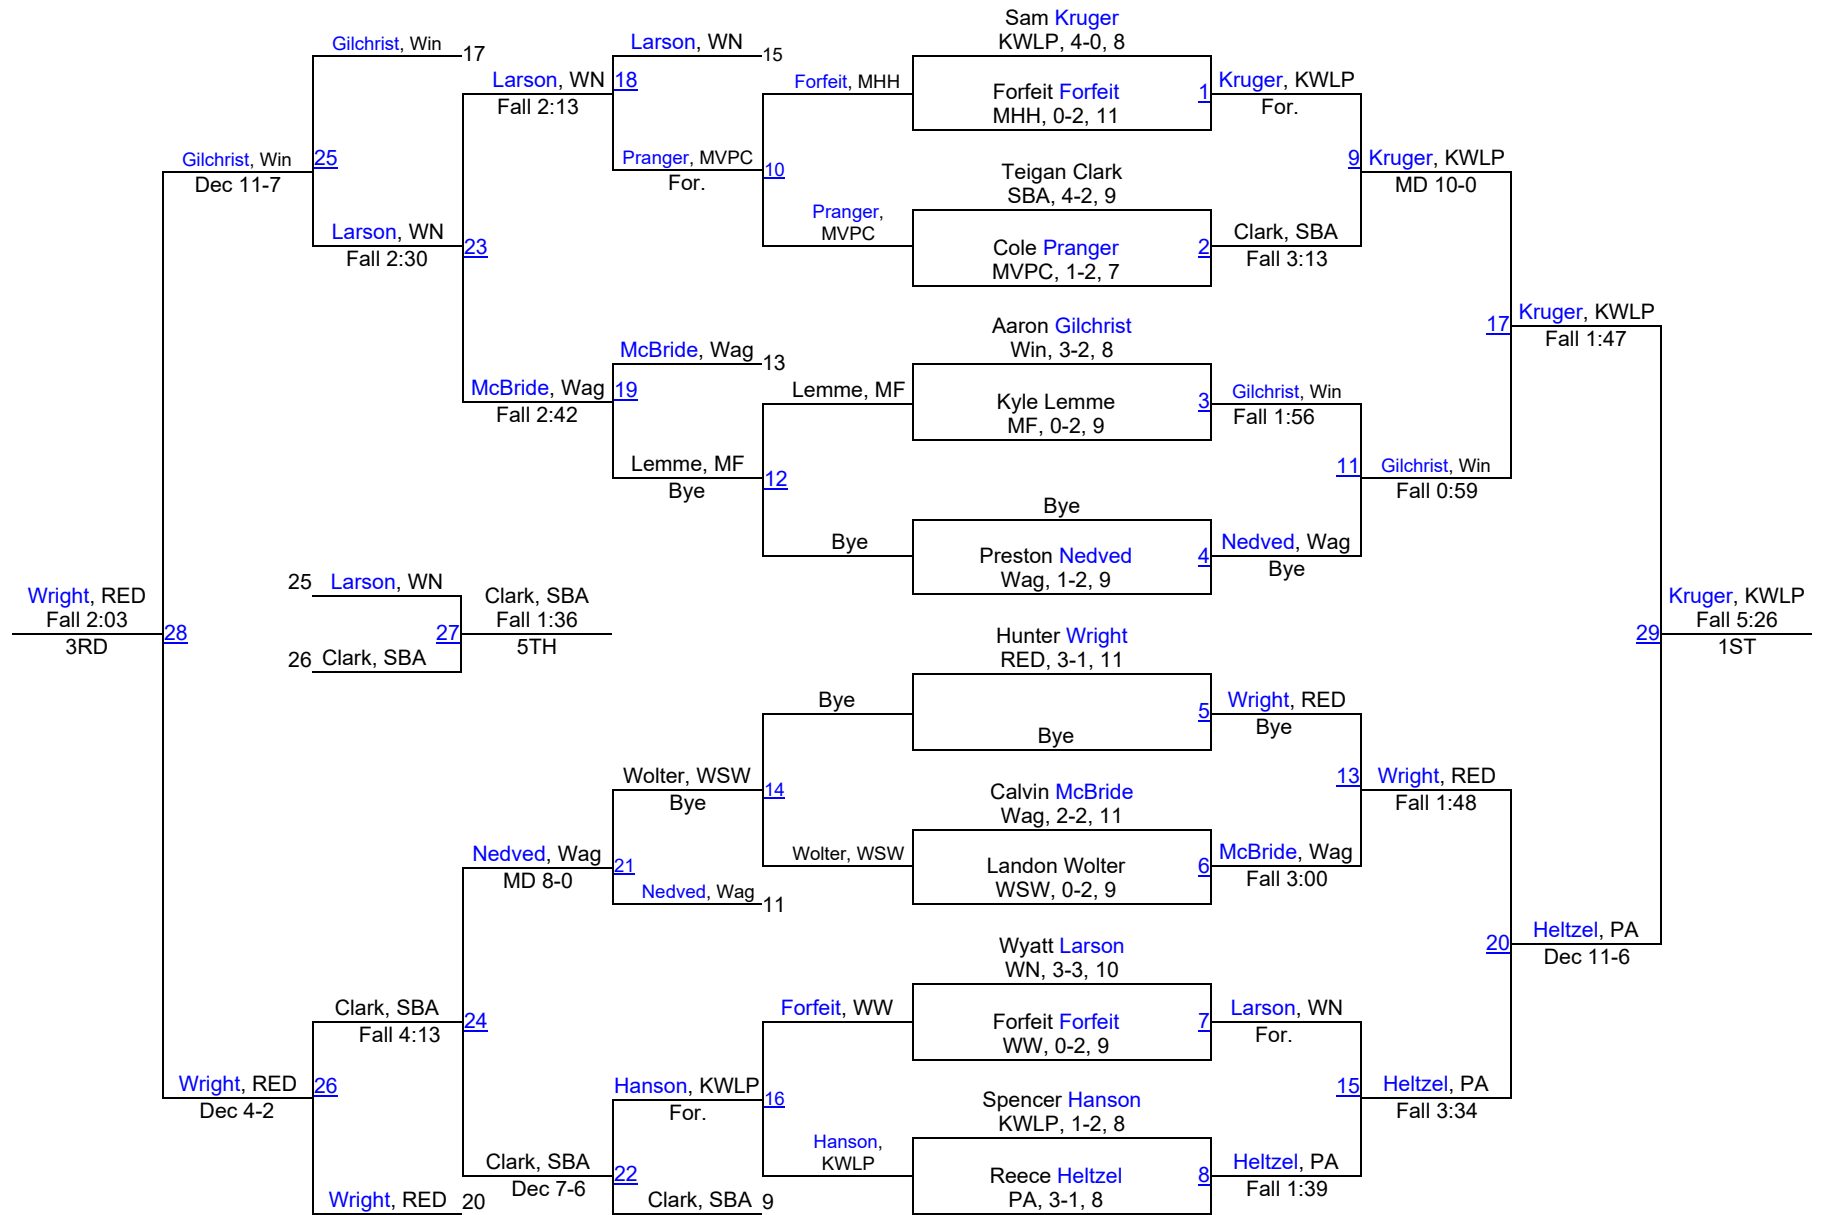 Sam Kruger
KWLP, 4-0, 8
Gilchrist, Win
17
Larson, WN
15
Larson, WN
18
Fall 2:13
Forfeit, MHH
Forfeit Forfeit
MHH, 0-2, 11
1
Kruger, KWLP
For.
Gilchrist, Win
25
Dec 11-7
Pranger, MVPC
10
For.
Teigan Clark
SBA, 4-2, 9
9
Kruger, KWLP
MD 10-0
Larson, WN
23
Fall 2:30
Pranger,
MVPC
Cole Pranger
MVPC, 1-2, 7
2
Clark, SBA
Fall 3:13
Aaron Gilchrist
Win, 3-2, 8
17
Kruger, KWLP
Fall 1:47
McBride, Wag
13
McBride, Wag
19
Fall 2:42
Lemme, MF
Kyle Lemme
MF, 0-2, 9
3
Gilchrist, Win
Fall 1:56
Lemme, MF
12
Bye
11
Gilchrist, Win
Fall 0:59
Bye
Bye
Preston Nedved
Wag, 1-2, 9
4
Nedved, Wag
Bye
25
Larson, WN
Wright, RED
Fall 2:03
28
3RD
Clark, SBA
Fall 1:36
27
5TH
26
Clark, SBA
Kruger, KWLP
Fall 5:26
29
1ST
Hunter Wright
RED, 3-1, 11
Bye
Bye
5
Wright, RED
Bye
Wolter, WSW
14
Bye
Calvin McBride
Wag, 2-2, 11
13
Wright, RED
Fall 1:48
Nedved, Wag
21
MD 8-0
Nedved, Wag
11
Wolter, WSW
Landon Wolter
WSW, 0-2, 9
6
McBride, Wag
Fall 3:00
Wyatt Larson
WN, 3-3, 10
20
Heltzel, PA
Dec 11-6
Clark, SBA
24
Fall 4:13
Forfeit, WW
Forfeit Forfeit
WW, 0-2, 9
7
Larson, WN
For.
Wright, RED
26
Dec 4-2
Hanson, KWLP
16
For.
Spencer Hanson
KWLP, 1-2, 8
15
Heltzel, PA
Fall 3:34
Clark, SBA
22
Dec 7-6
Hanson,
KWLP
Reece Heltzel
PA, 3-1, 8
8
Heltzel, PA
Fall 1:39
Wright, RED
20
Clark, SBA
9